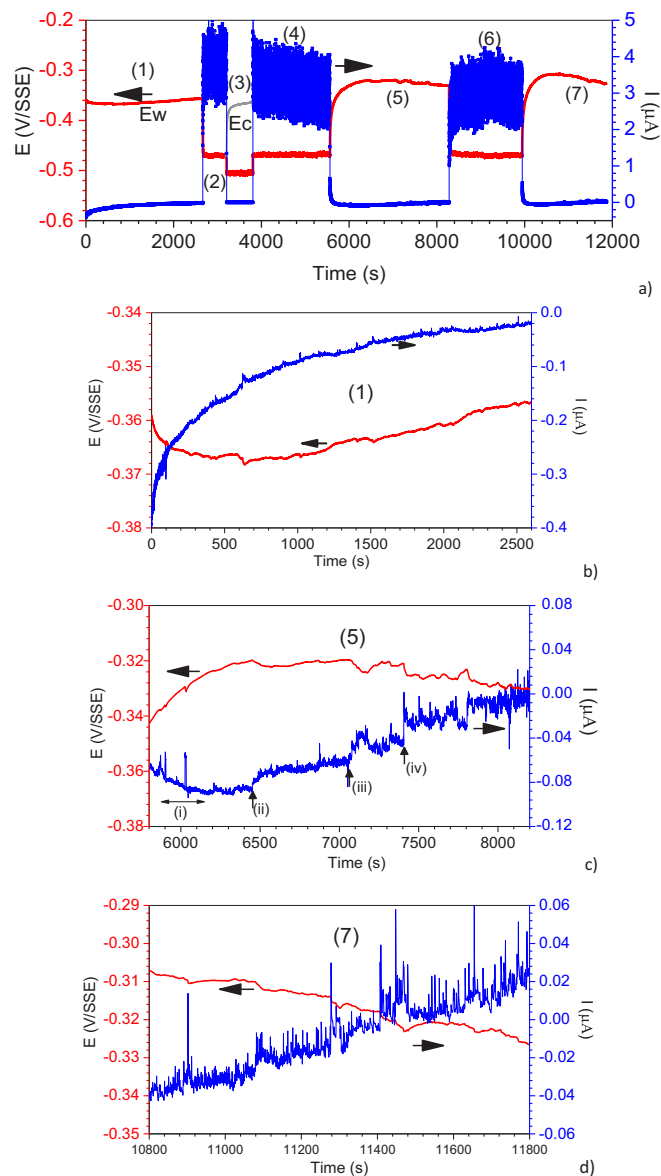 -0.2
-0.3
-0.4
-0.5
-0.6
E (V/SSE)
(1)
Ew
(2)
(3)
Ec
(4)
(5)
(6)
(7)
5
4
3
2
1
0
I (µA)
0 2000 4000 6000 8000 10000 12000
Time (s)
a)
-0.34
-0.35
-0.36
-0.37
-0.38
E (V/SSE)
(1)
0.0
-0.1
-0.2
-0.3
-0.4
I (µA)
0 500 1000 1500 2000 2500
Time (s)
b)
-0.30
-0.32
-0.34
-0.36
-0.38
E (V/SSE)
(5)
(i)
(ii)
(iii)
(iv)
0.08
0.04
0.00
-0.04
-0.08
-0.12
I (µA)
6000 6500 7000 7500 8000
Time (s)
c)
-0.29
-0.30
-0.31
-0.32
-0.33
-0.34
-0.35
E (V/SSE)
(7)
0.06
0.04
0.02
0.00
-0.02
-0.04
0.06
I (µA)
10800 11000 11200 11400 11600 11800
Time (s)
d)